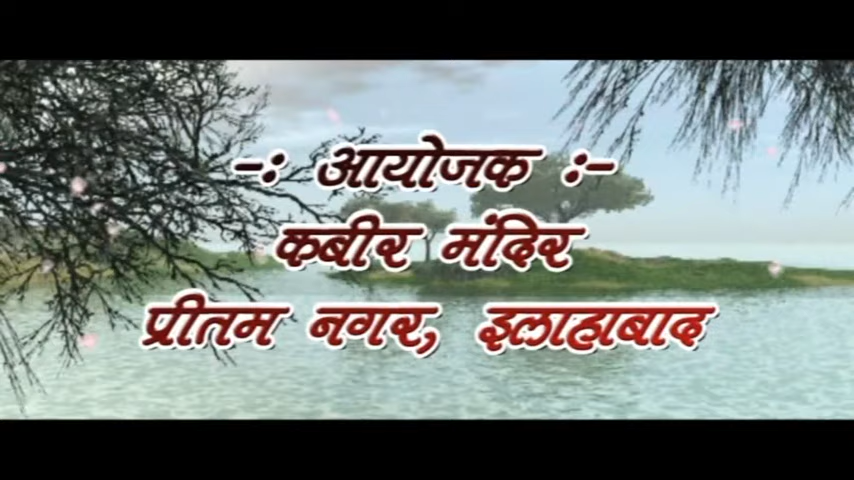 -: आयोजक :-
कबीर मंदिर
प्रीतम नगर, इलाहाबाद